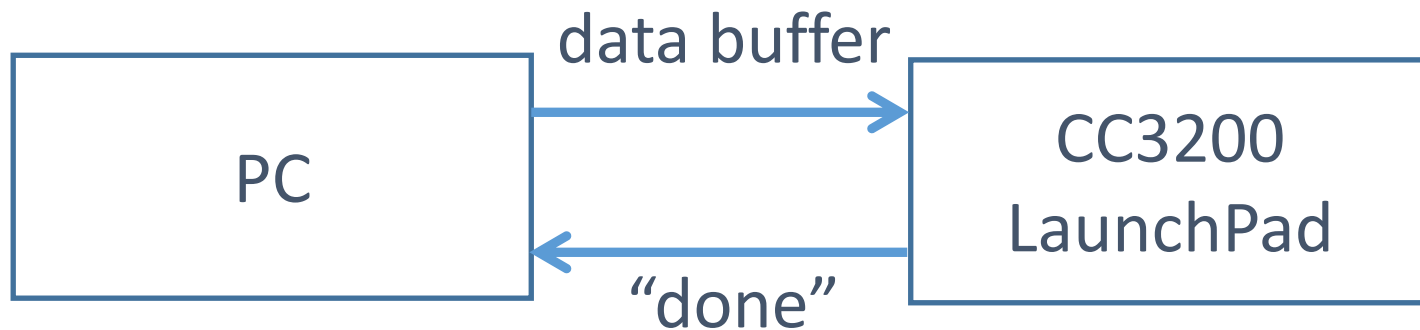 data buffer
PC
CC3200
LaunchPad
“done”